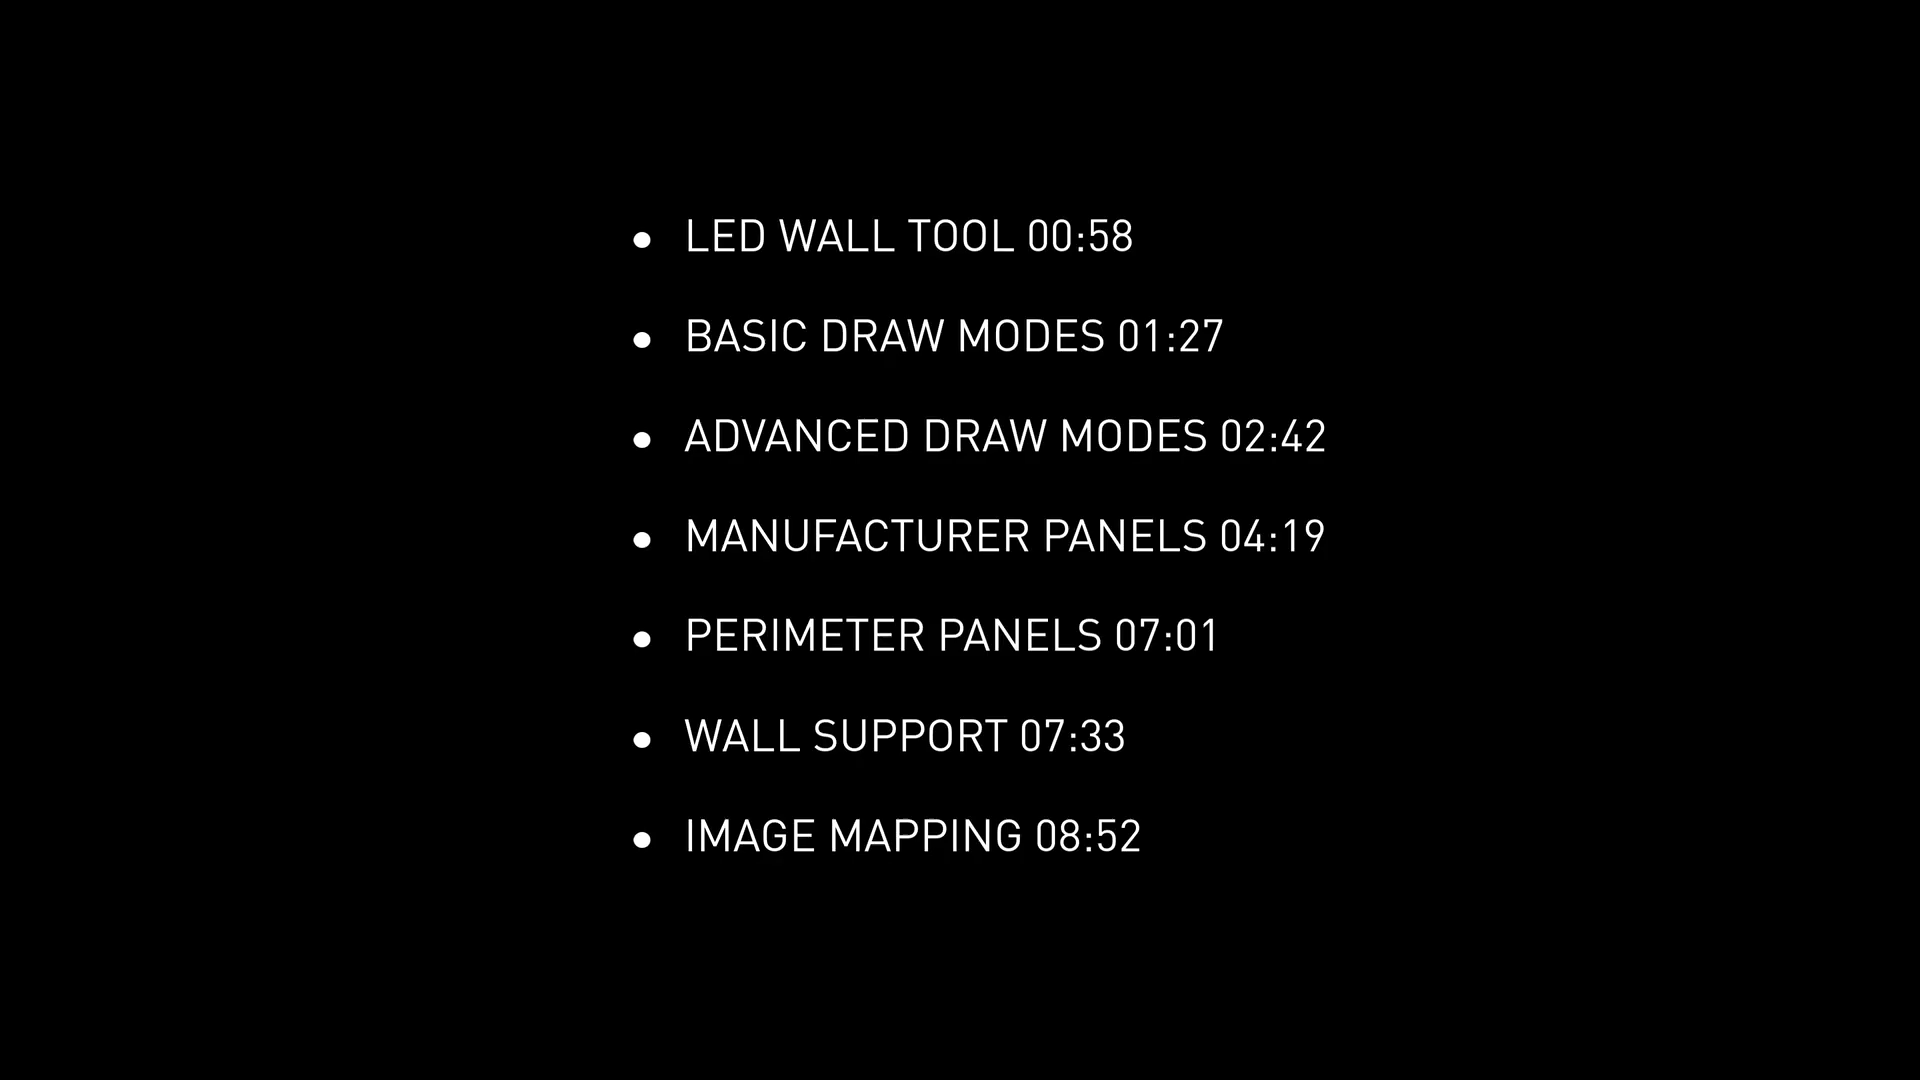 • LED WALL TOOL 00:58
• BASIC DRAW MODES 01:27
• ADVANCED DRAW MODES 02:42
• MANUFACTURER PANELS 04:19
• PERIMETER PANELS 07:01
• WALL SUPPORT 07:33
• IMAGE MAPPING 08:52